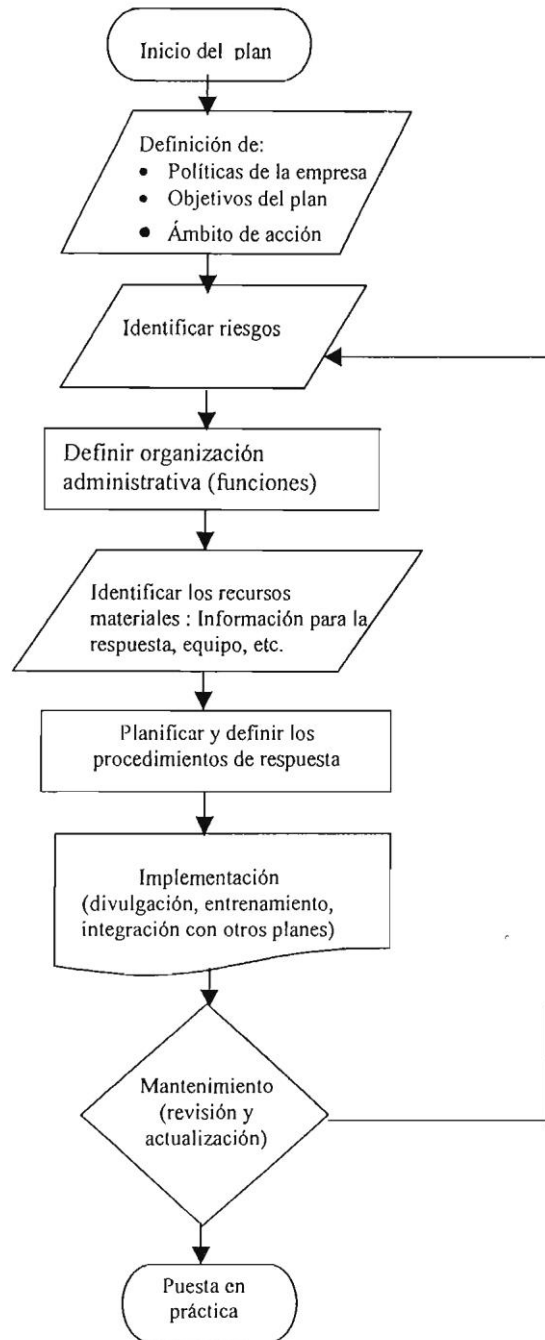 Inicio del plan
Definición de:
• Políticas de la empresa
• Objetivos del plan
• Ámbito de acción
Identificar riesgos
Definir organización
administrativa (funciones)
Identificar los recursos
materiales : Información para la
respuesta, equipo, etc.
Planificar y definir los
procedimientos de respuesta
Implementación
(divulgación, entrenamiento,
integración con otros planes)
Mantenimiento
(revisión y
actualización)
Puesta en
práctica